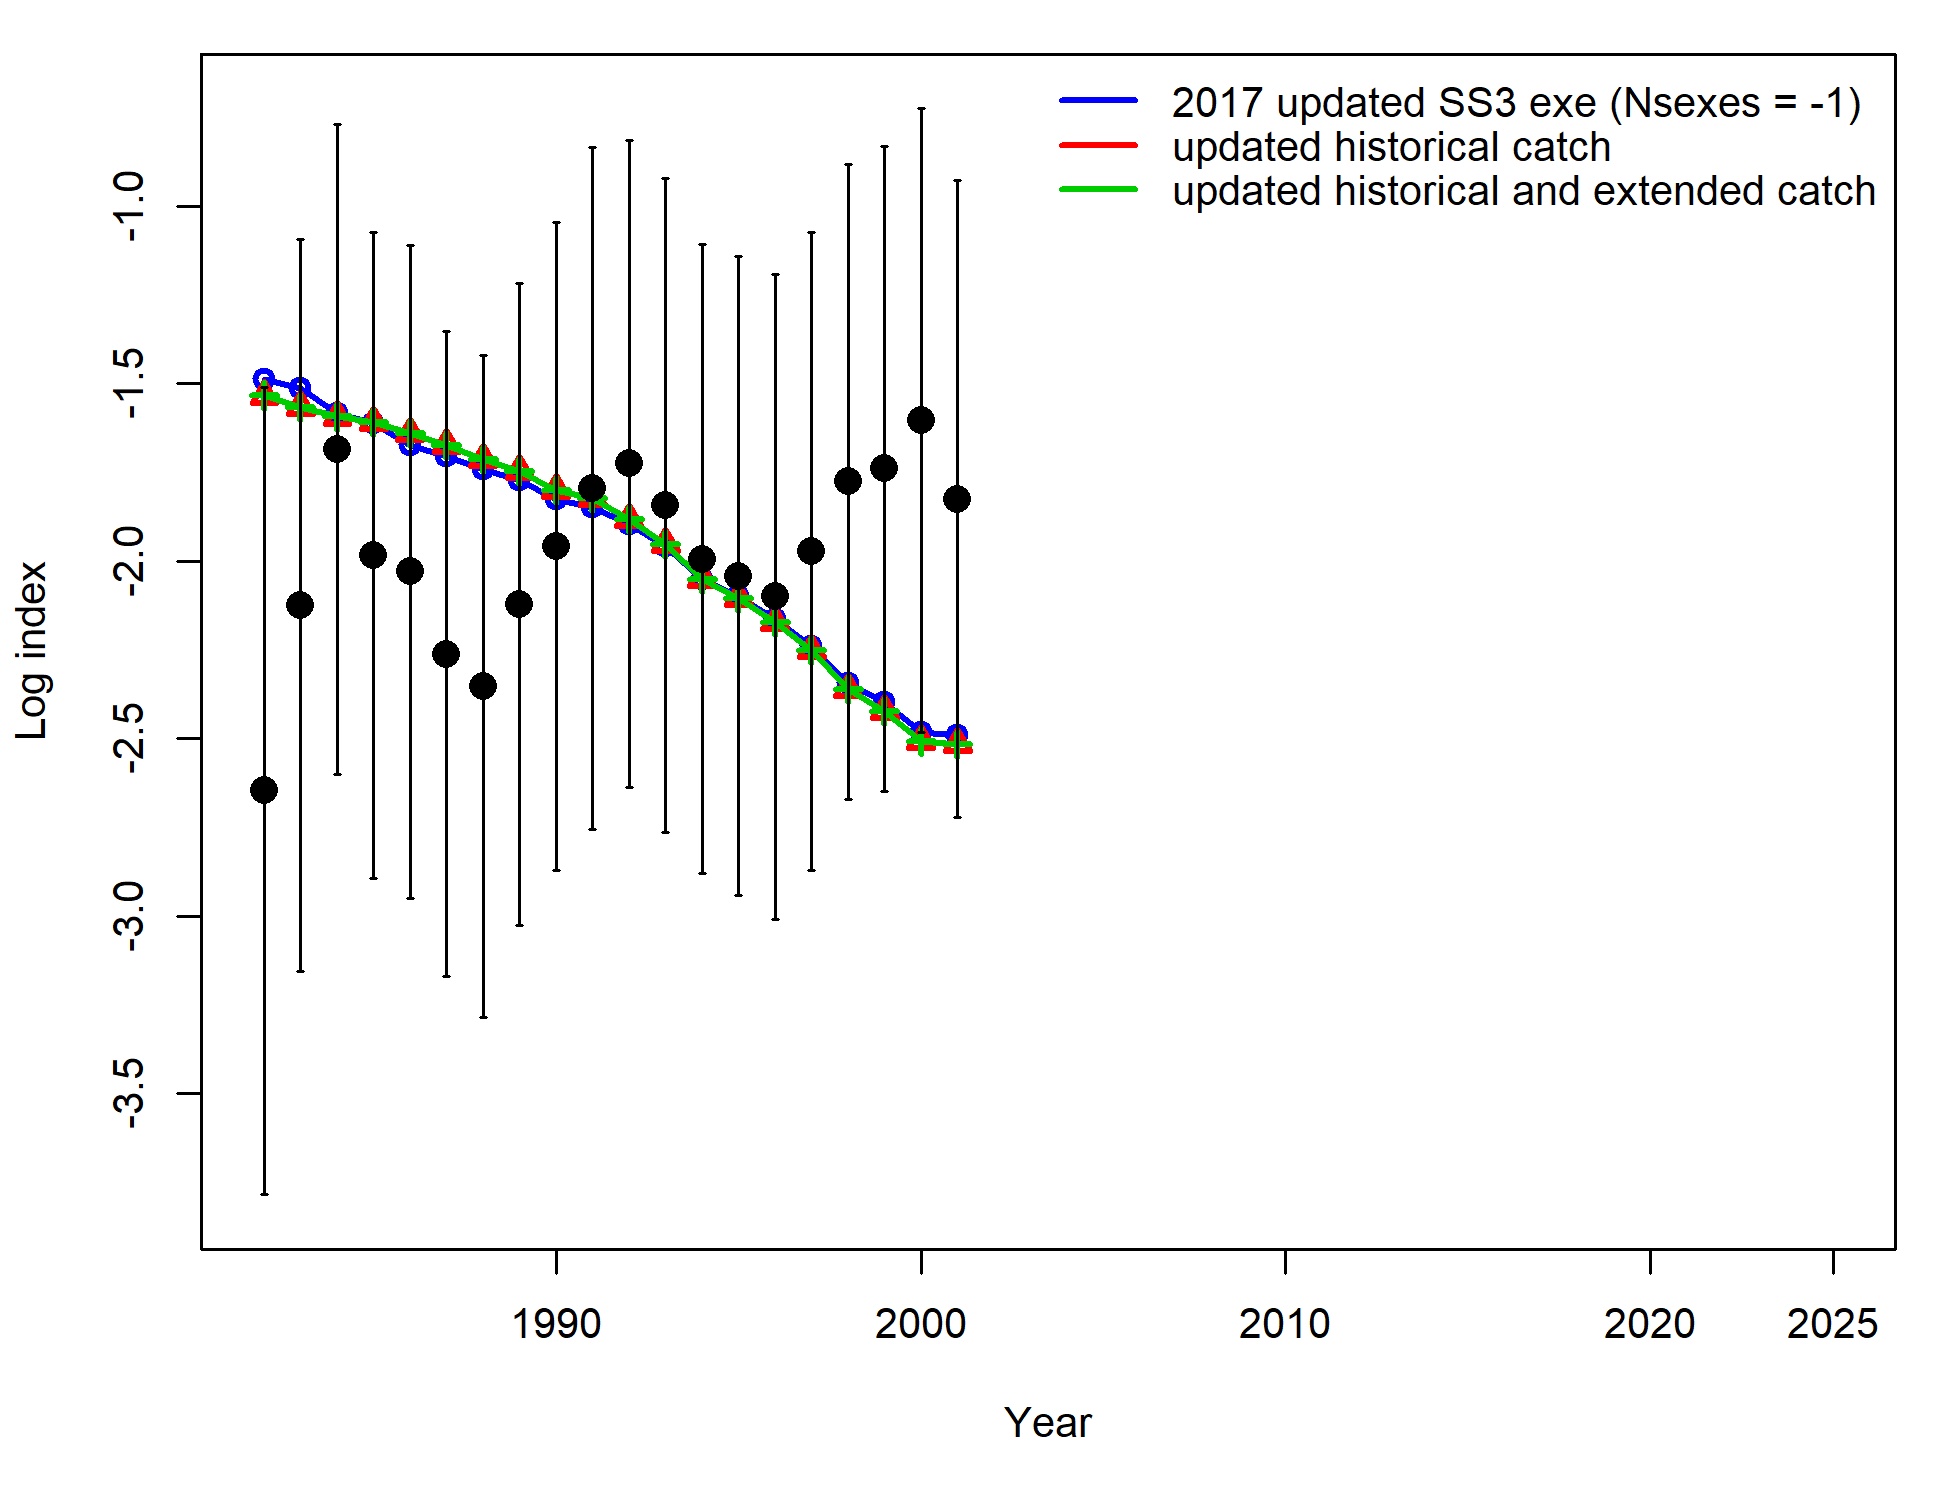 2017 updated SS3 exe (Nsexes = -1)
updated historical catch
updated historical and extended catch
Log index
-1.0
-1.5
-2.0
-2.5
-3.0
-3.5
1990 2000 2010 2020 2025
Year